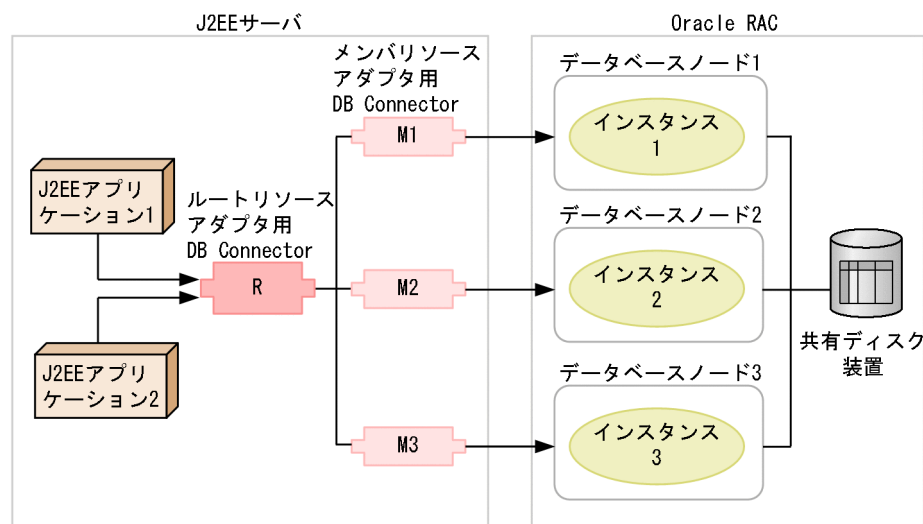 J2EEサーバ
Oracle RAC
メンバリソース
アダプタ用
DB Connector
M1
データベースノード1
インスタンス
1
J2EEアプリ
ケーション1
ルートリソース
アダプタ用
DB Connector
R
M2
データベースノード2
インスタンス
2
共有ディスク
装置
J2EEアプリ
ケーション2
M3
データベースノード3
インスタンス
3